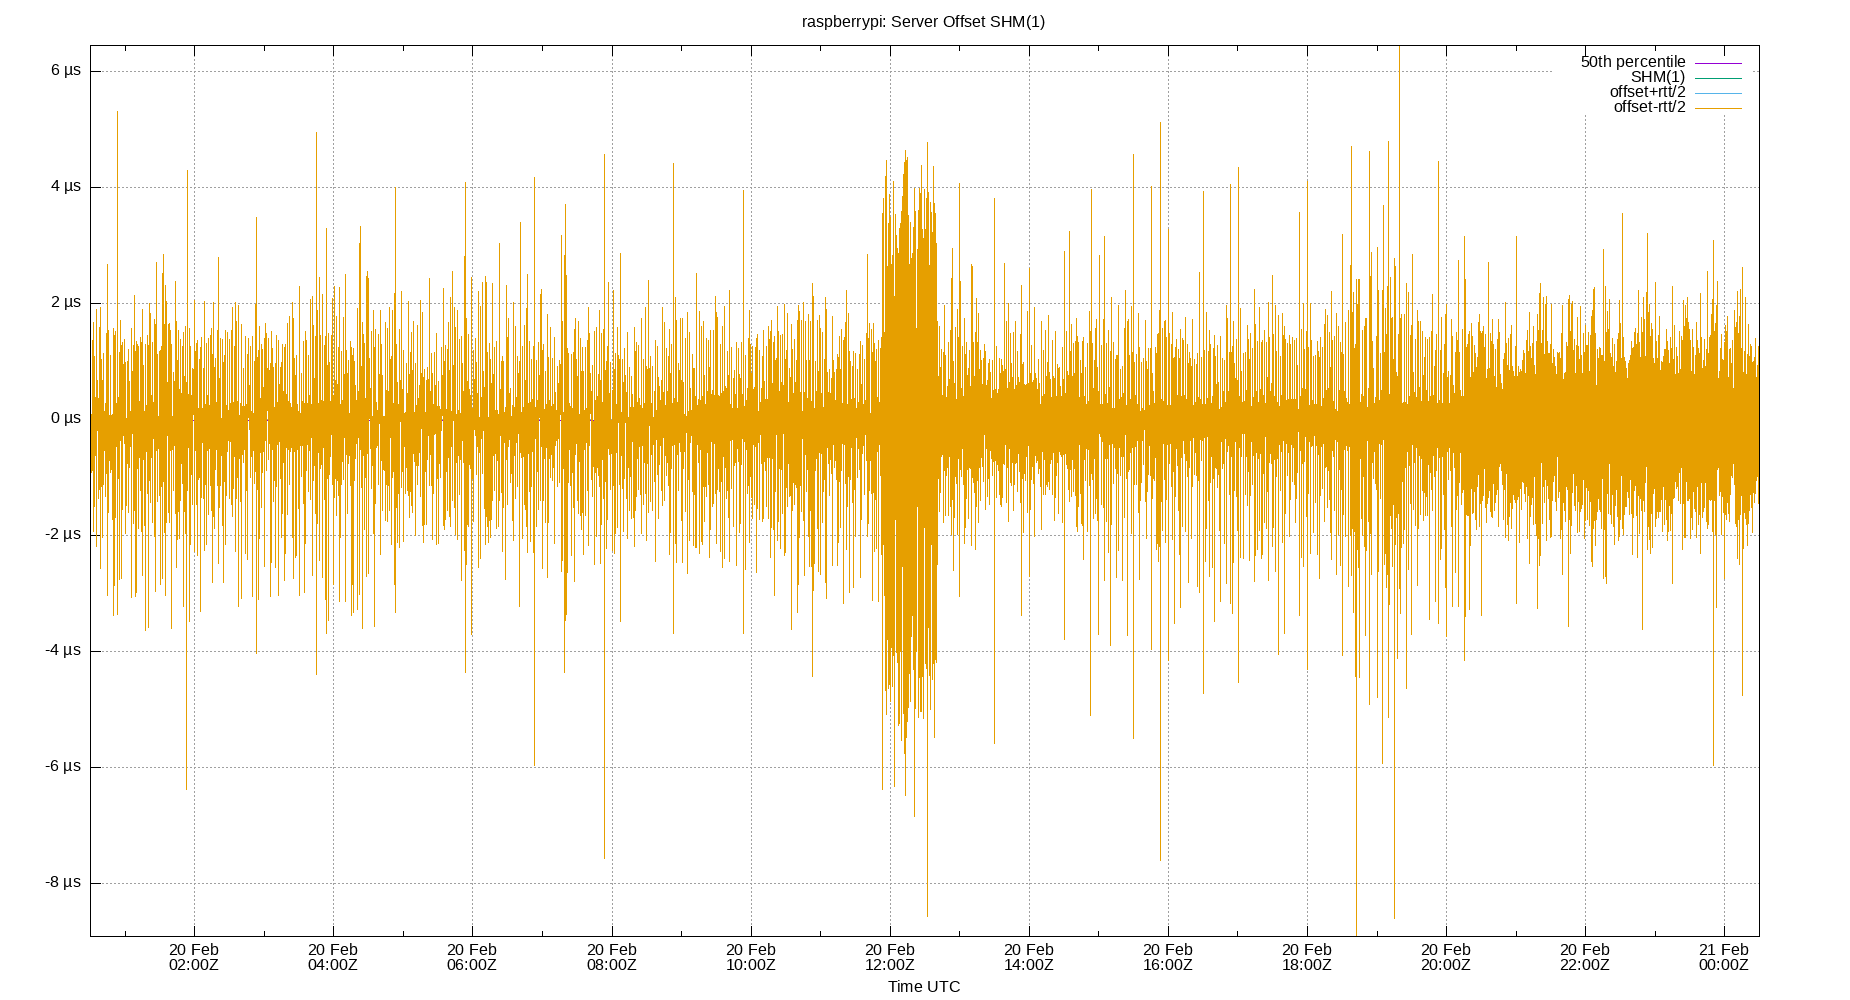 raspberrypi: Server Offset SHM(1)
50th percentile
SHM(1)
offset+rtt/2
offset-rtt/2
6 µs
4 µs
2 µs
0 µs
-2 µs
-4 µs
-6 µs
-8 µs
20 Feb 20 Feb 20 Feb 20 Feb 20 Feb 20 Feb 20 Feb 20 Feb 20 Feb 20 Feb 20 Feb 21 Feb
02:00Z 04:00Z 06:00Z 08:00Z 10:00Z 12:00Z 14:00Z 16:00Z 18:00Z 20:00Z 22:00Z 00:00Z
Time UTC